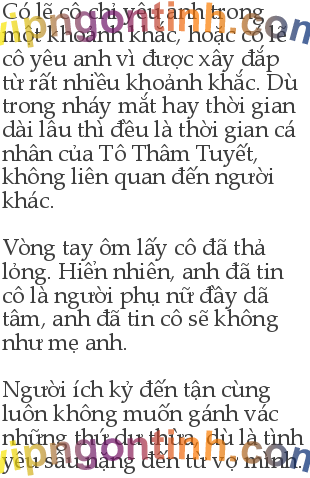 Có lẽ cô chỉ yêu anh trong
một khoảnh khắc, hoặc có lẽ
cô yêu anh vì được xây đắp
từ rất nhiều khoảnh khắc. Dù
trong nháy mắt hay thời gian
dài lâu thì đều là thời gian cá
nhân của Tô Thâm Tuyết,
không liên quan đến người
khác.
Vòng tay ôm lấy cô đã thả
lỏng. Hiển nhiên, anh đã tin
cô là người phụ nữ đầy dã
tâm, anh đã tin cô sẽ không
như mẹ anh.
Người ích kỷ đến tận cùng
luôn không muốn gánh vác
những thứ dư thừa, dù là tình
yêu sâu nặng đến từ vợ mình.
vipngontinh.com
vipngontinh.com